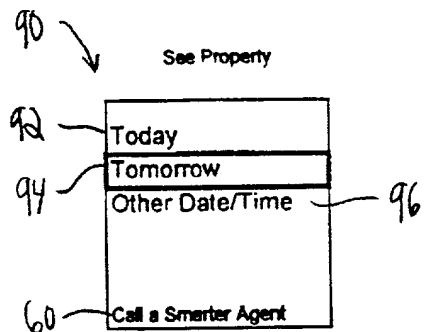 90
See Property
92
Today
94
Tomorrow
Other Date/Time
96
60
Call a Smarter Agent